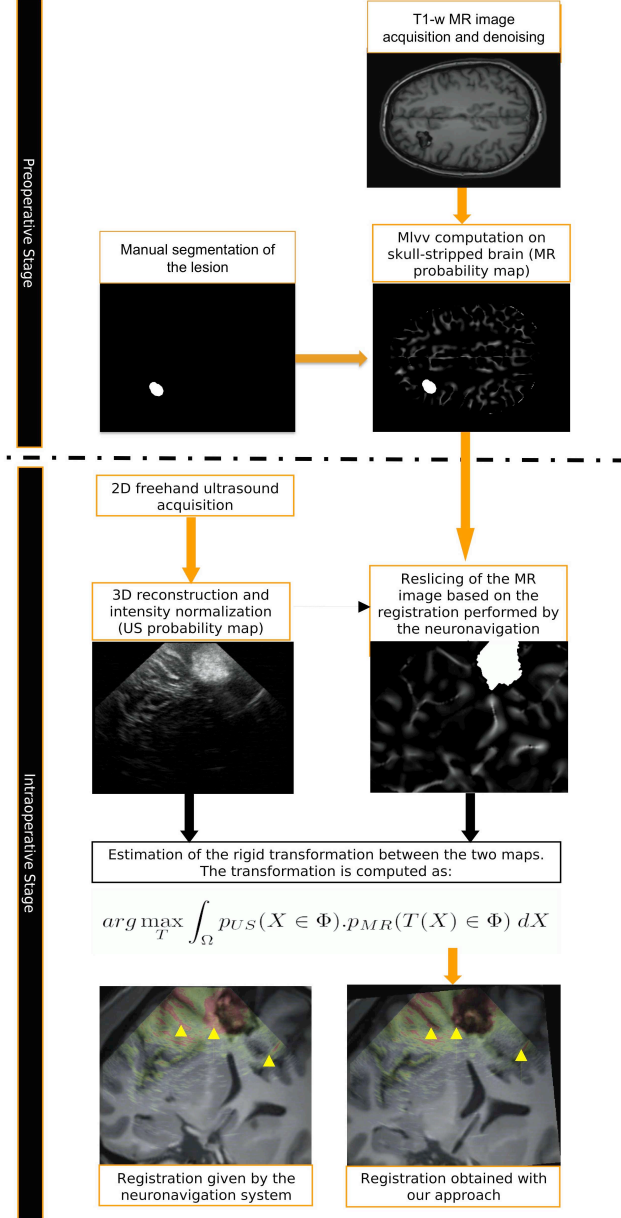 T1-w MR image
acquisition and denoising
Preoperative Stage
Manual segmentation of
the lesion
Mlvv computation on
skull-stripped brain (MR
probability map)
2D freehand ultrasound
acquisition
3D reconstruction and
intensity normalization
(US probability map)
Reslicing of the MR
image based on the
registration performed by
the neuronavigation
Intraoperative Stage
Estimation of the rigid transformation between the two maps.
The transformation is computed as:
arg max_T ∫_Ω p_{US}(X ∈ Φ).p_{MR}(T(X) ∈ Φ) dX
Registration given by the
neuronavigation system
Registration obtained with
our approach